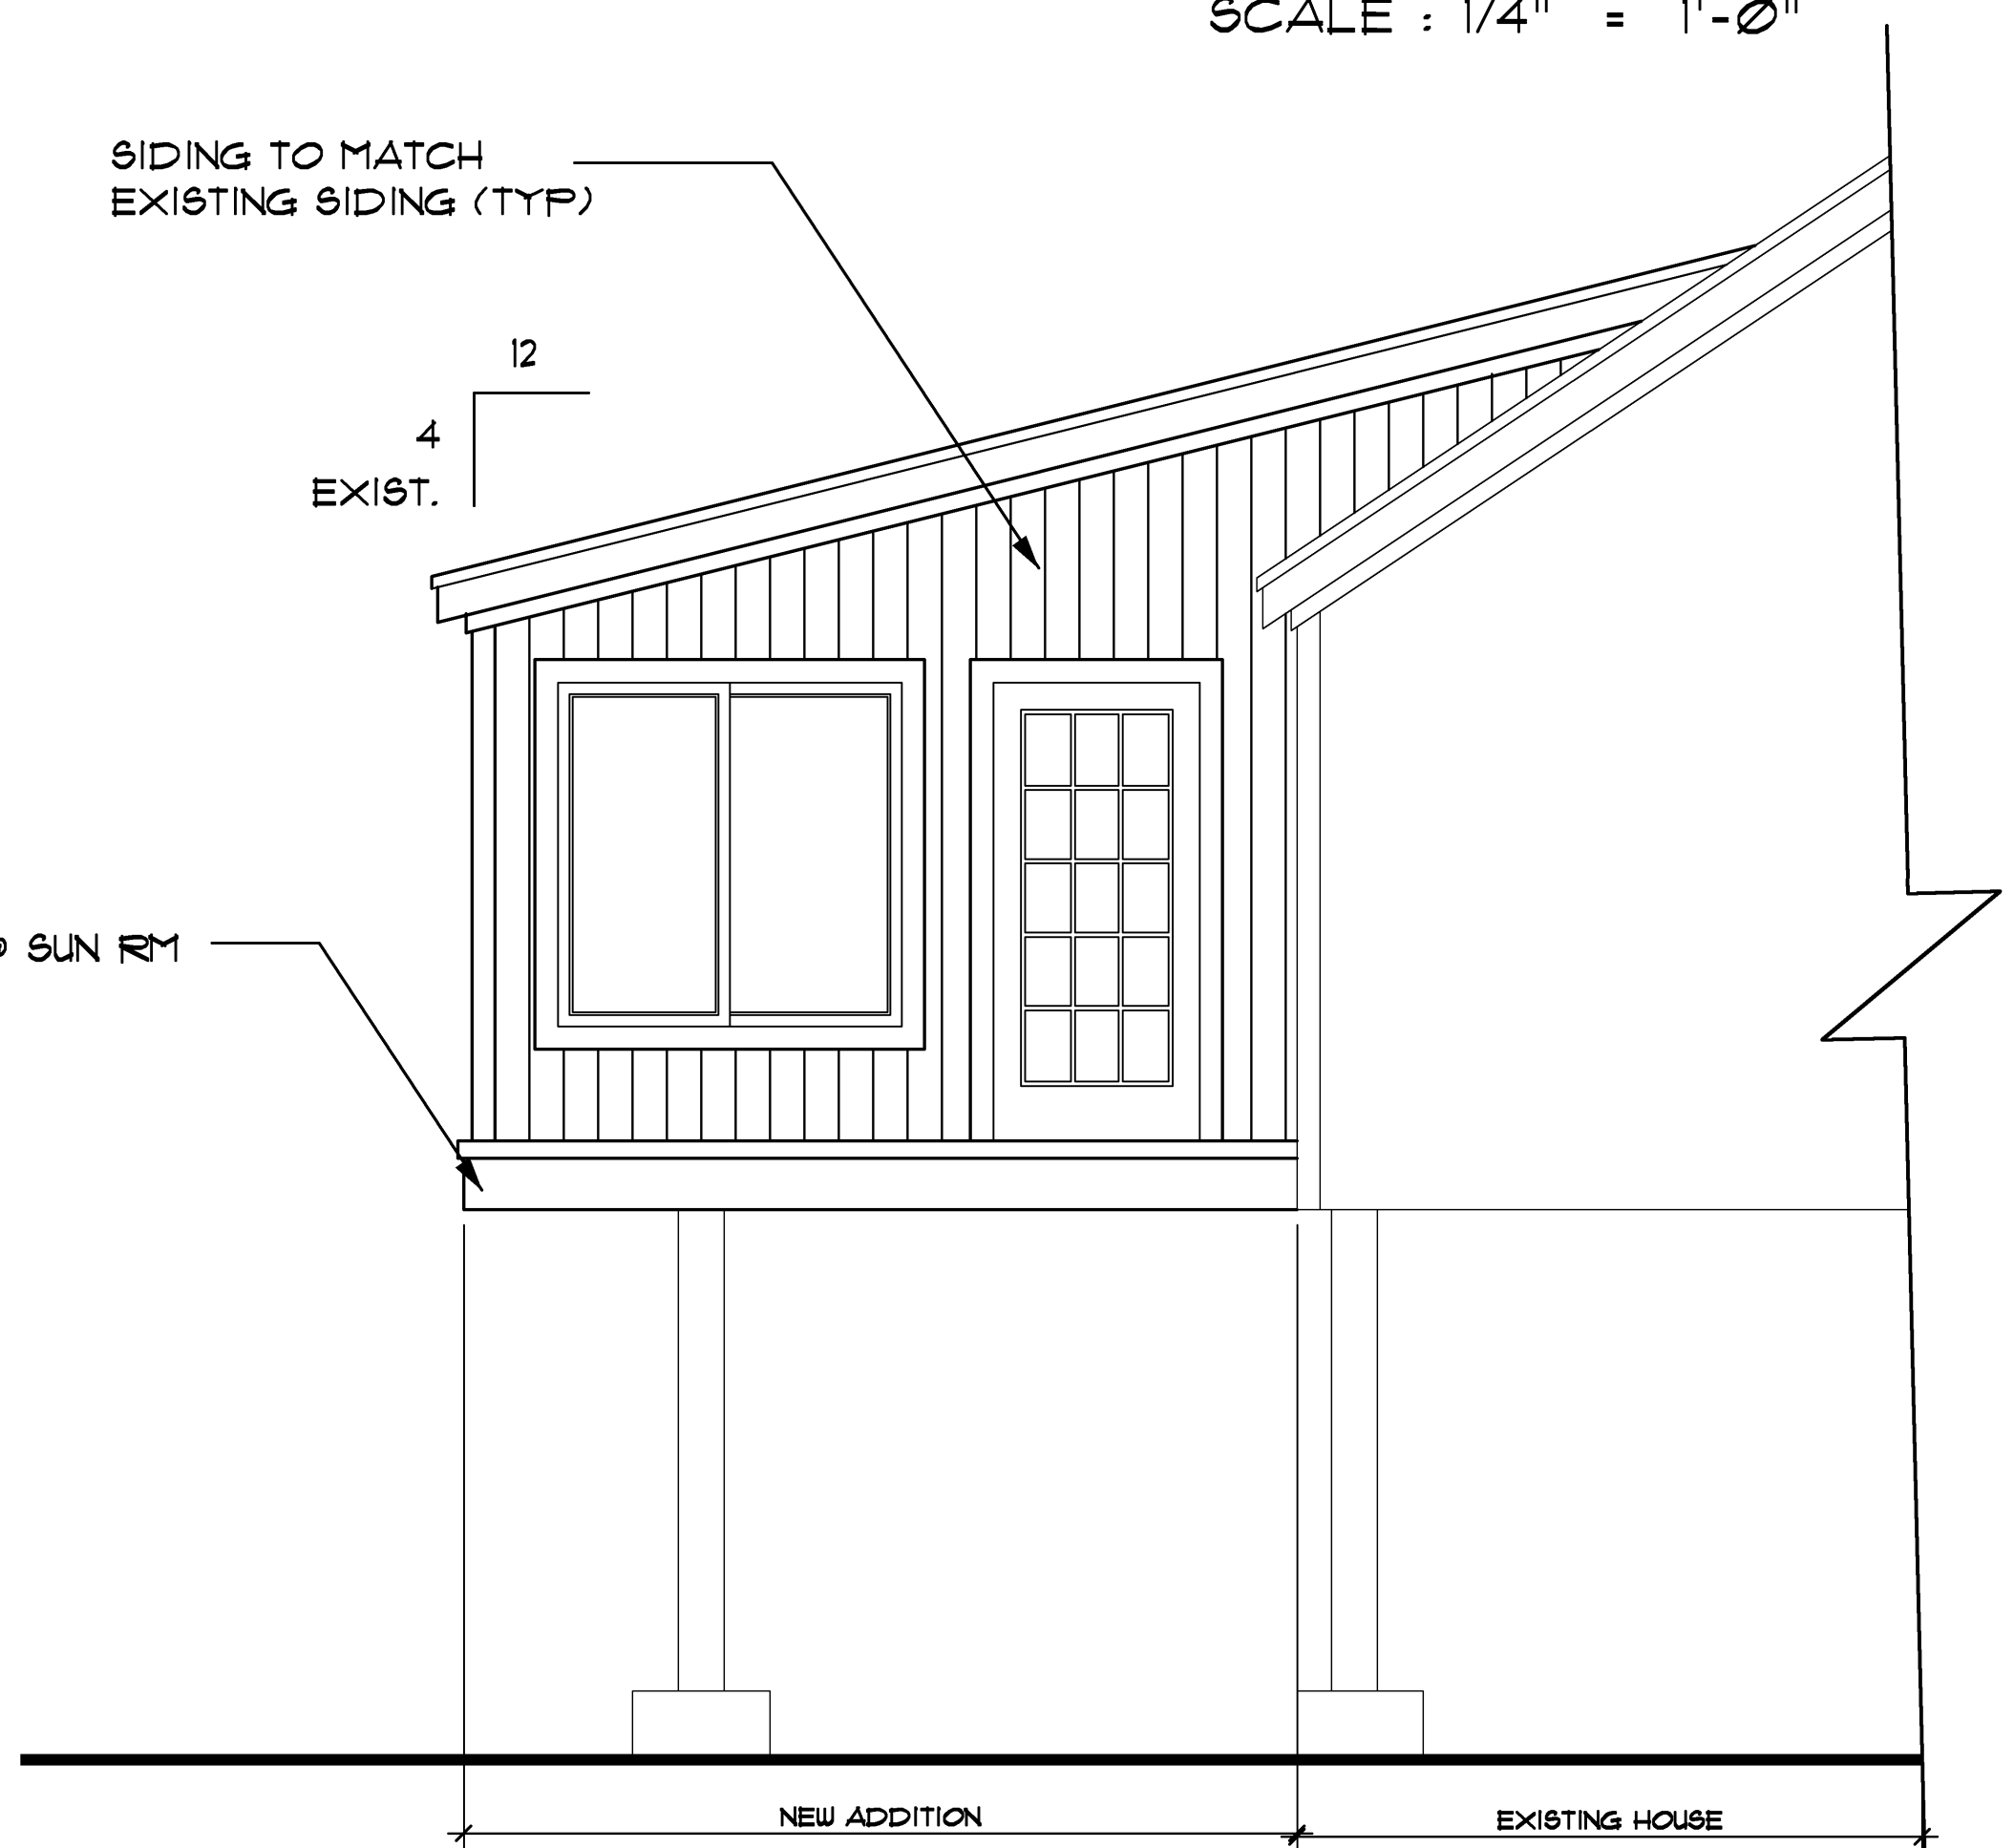 SCALE : 1/4" = 1'-0"
SIDING TO MATCH
EXISTING SIDING (TYP)
12
4
EXIST.
SUN RM
NEW ADDITION
EXISTING HOUSE